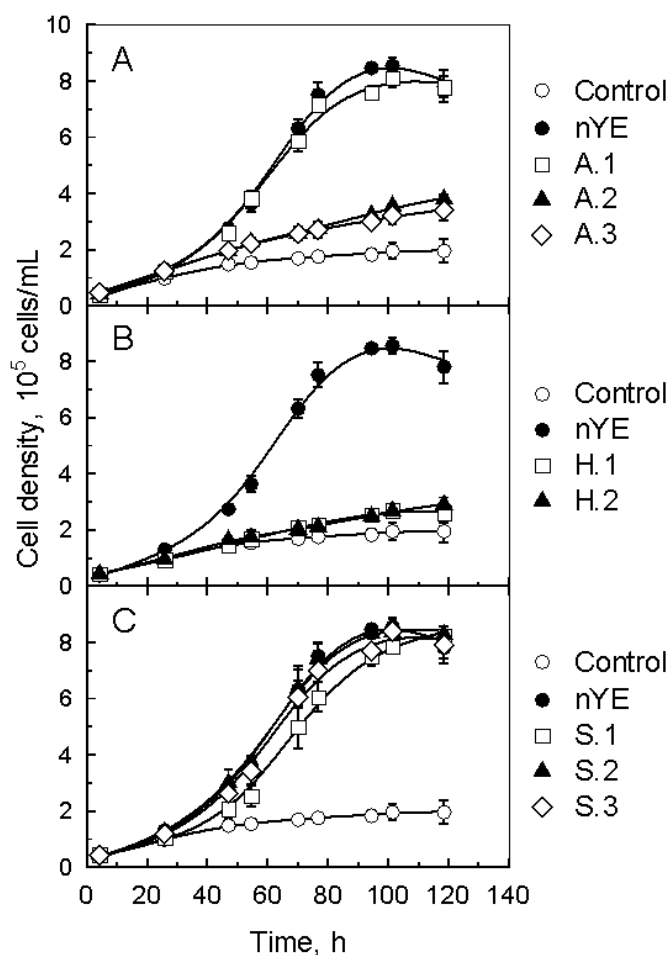 A
10
8
6
4
2
0
Control
nYE
A.1
A.2
A.3
B
8
6
4
2
0
Control
nYE
H.1
H.2
C
8
6
4
2
0
Control
nYE
S.1
S.2
S.3
Cell density, 10⁵ cells/mL
0 20 40 60 80 100 120 140
Time, h